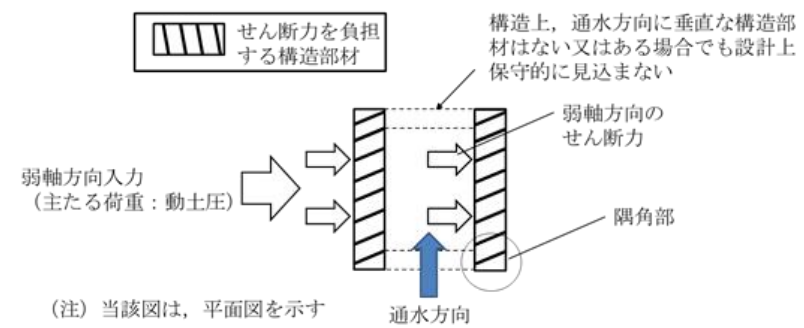 せん断力を負担
する構造部材
構造上，通水方向に垂直な構造部
材はない又はある場合でも設計上
保守的に見込まない
弱軸方向の
せん断力
弱軸方向入力
（主たる荷重：動土圧）
隅角部
（注）当該図は，平面図を示す
通水方向